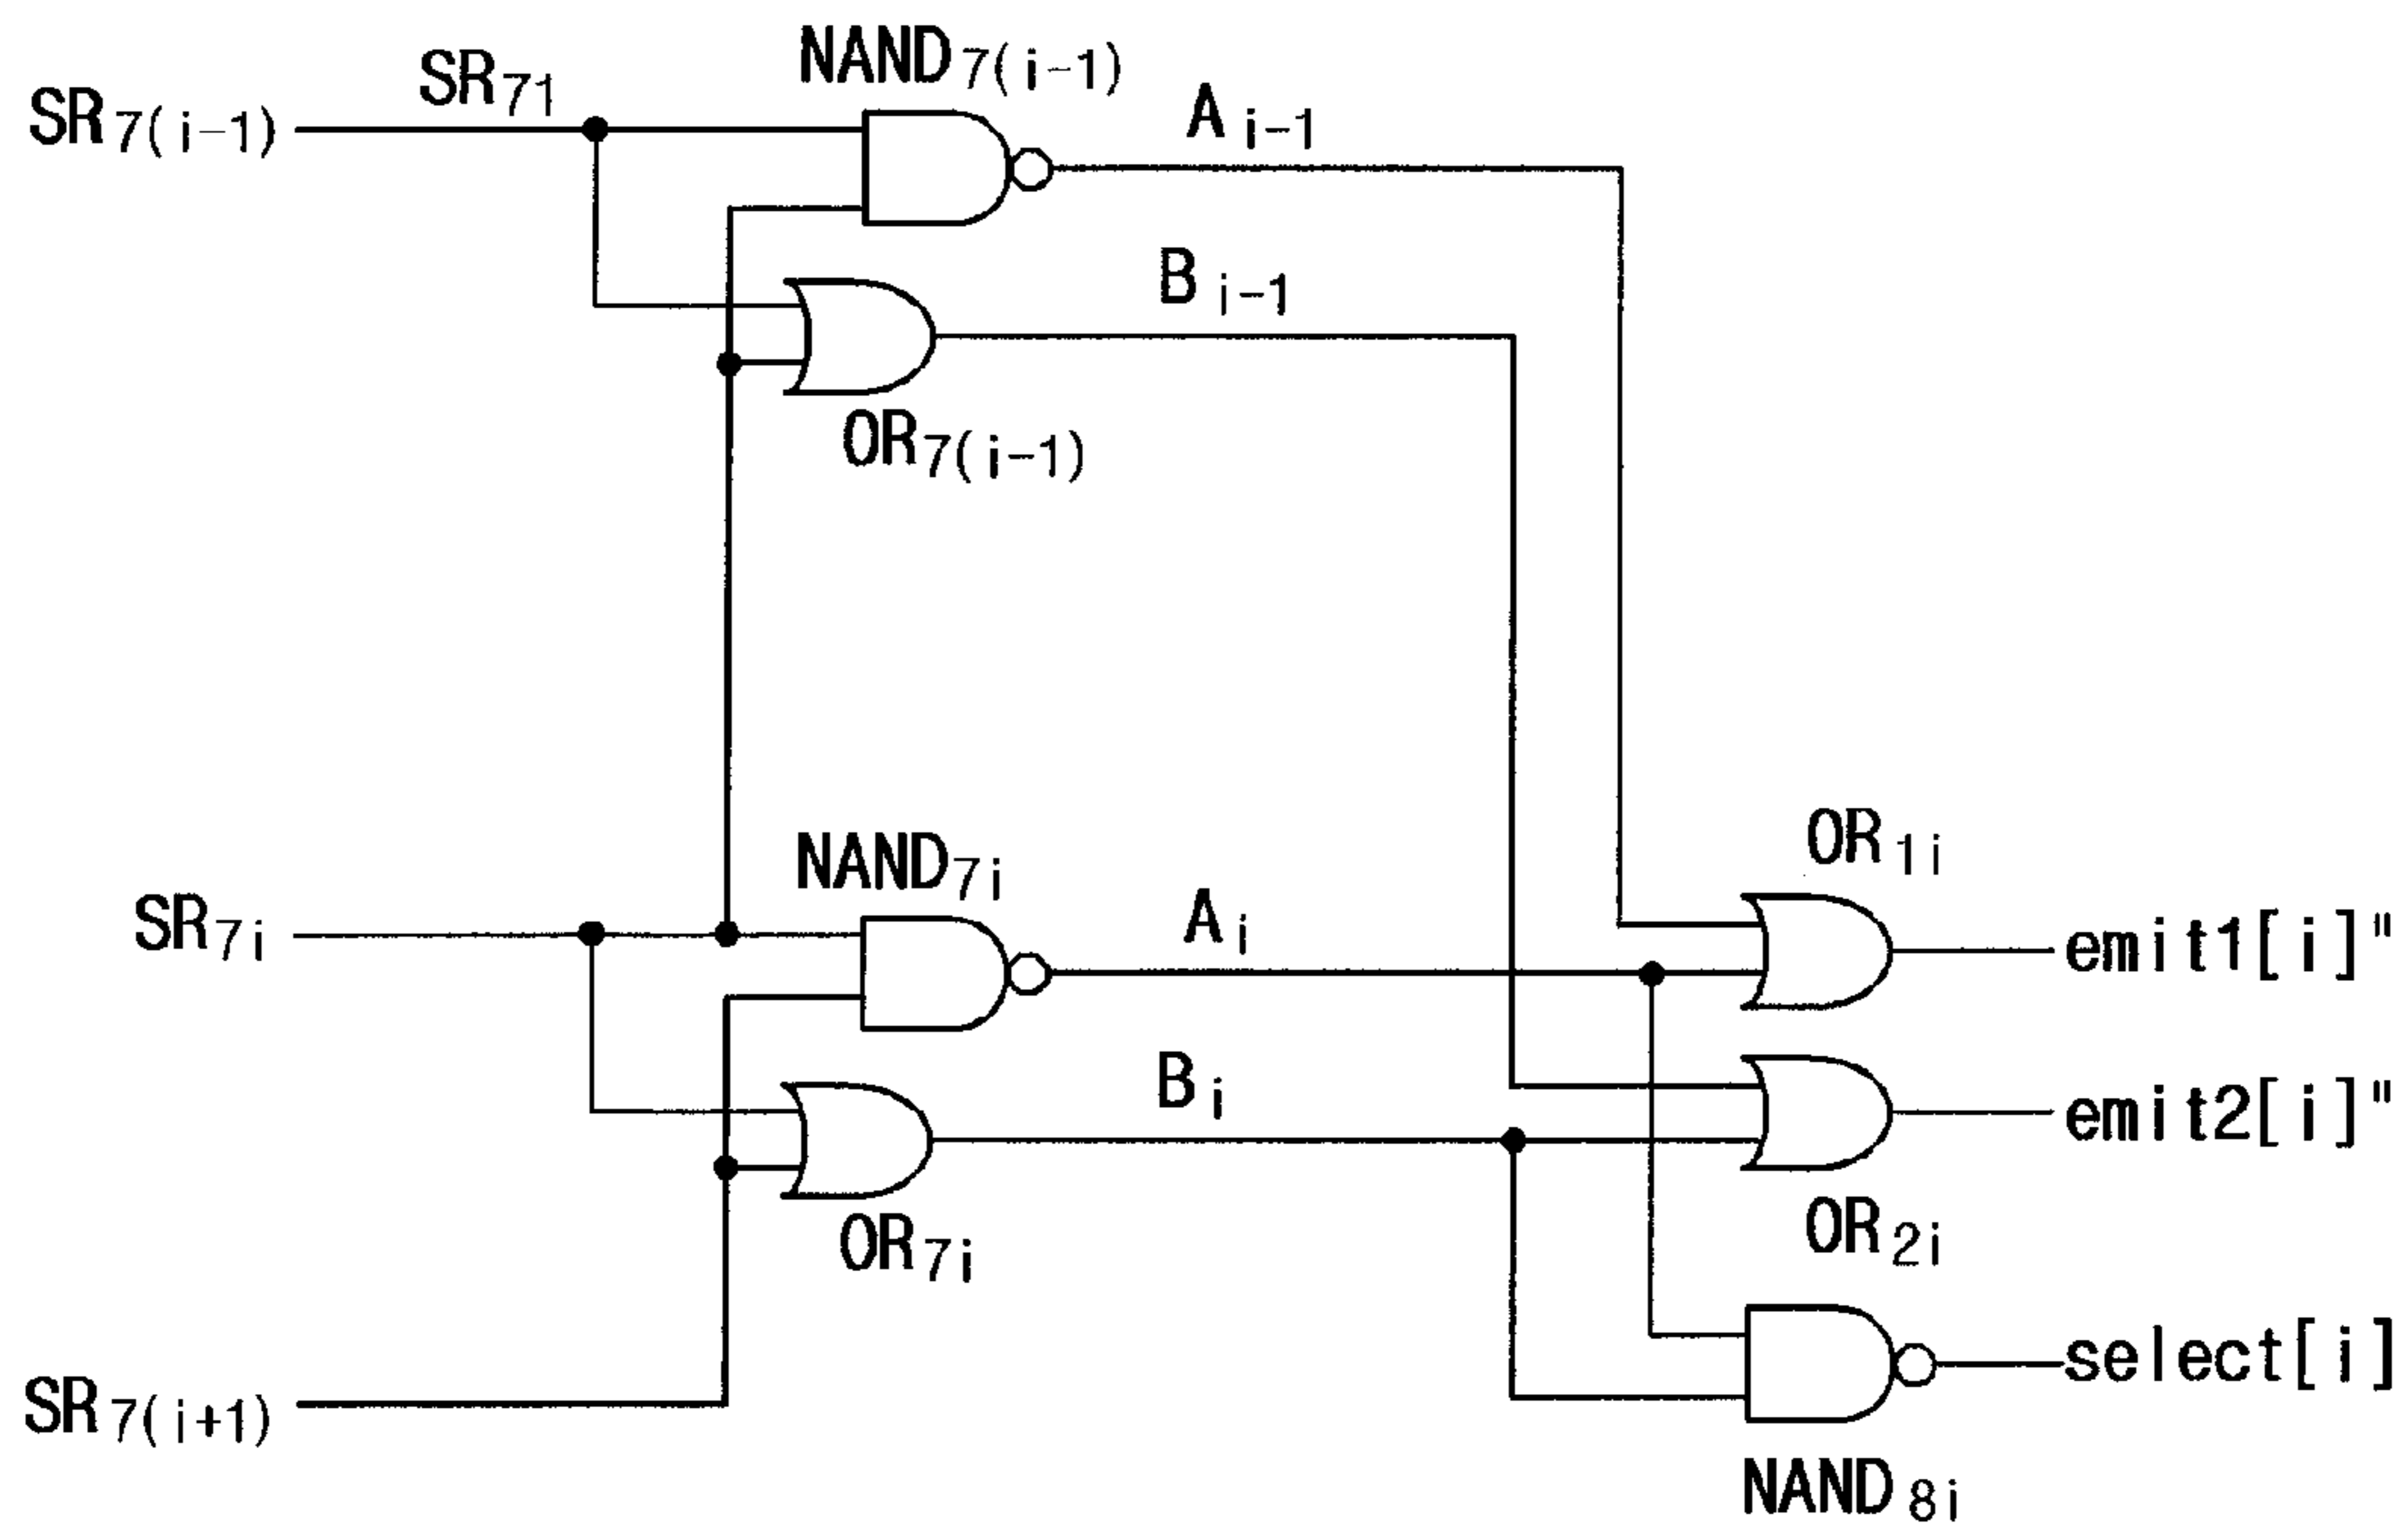 NAND7(i-1)
SR71
SR7(i-1)
Ai-1
Bi-1
OR7(i-1)
NAND7i
OR1i
SR7i
Ai
emit1[i]"
Bi
emit2[i]"
OR7i
OR2i
select[i]
SR7(i+1)
NAND8i